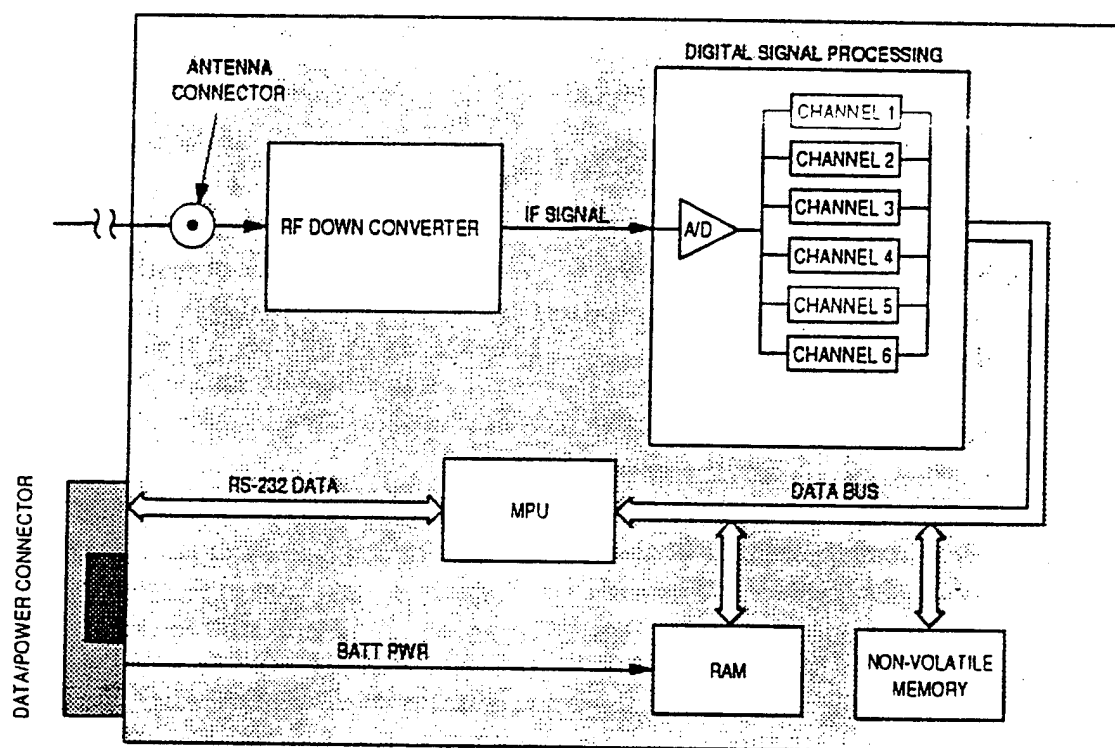 DIGITAL SIGNAL PROCESSING
ANTENNA
CONNECTOR
CHANNEL 1
CHANNEL 2
CHANNEL 3
CHANNEL 4
CHANNEL 5
CHANNEL 6
RF DOWN CONVERTER
IF SIGNAL
A/D
RS-232 DATA
MPU
DATA BUS
DATA/POWER CONNECTOR
BATT PWR
RAM
NON-VOLATILE
MEMORY